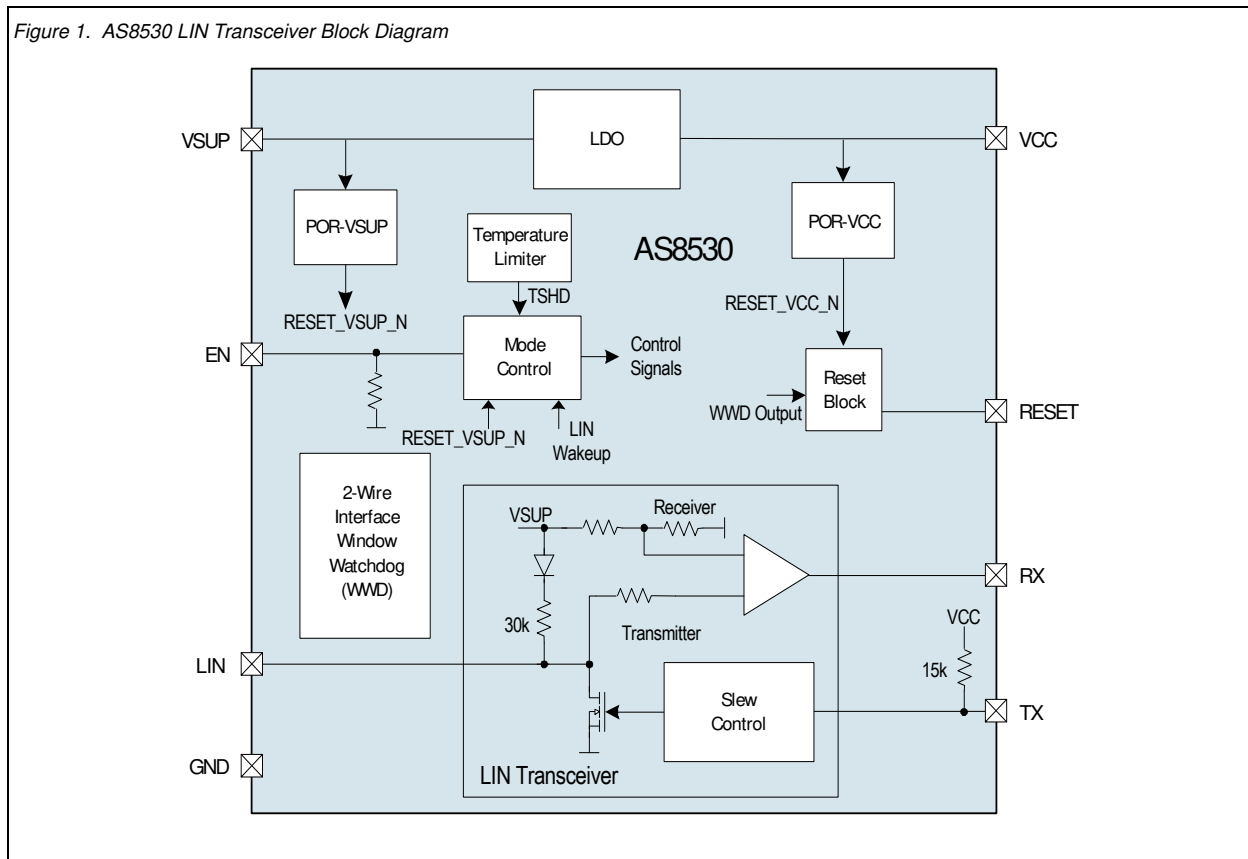 Figure 1. AS8530 LIN Transceiver Block Diagram
VSUP
LDO
VCC
POR-VSUP
Temperature
Limiter
AS8530
POR-VCC
TSHD
RESET_VCC_N
RESET_VSUP_N
EN
Mode
Control
Control
Signals
Reset
Block
WWD Output
RESET
RESET_VSUP_N
LIN
Wakeup
2-Wire
Interface
Window
Watchdog
(WWD)
VSUP
Receiver
RX
30k
Transmitter
VCC
15k
LIN
Slew
Control
TX
GND
LIN Transceiver